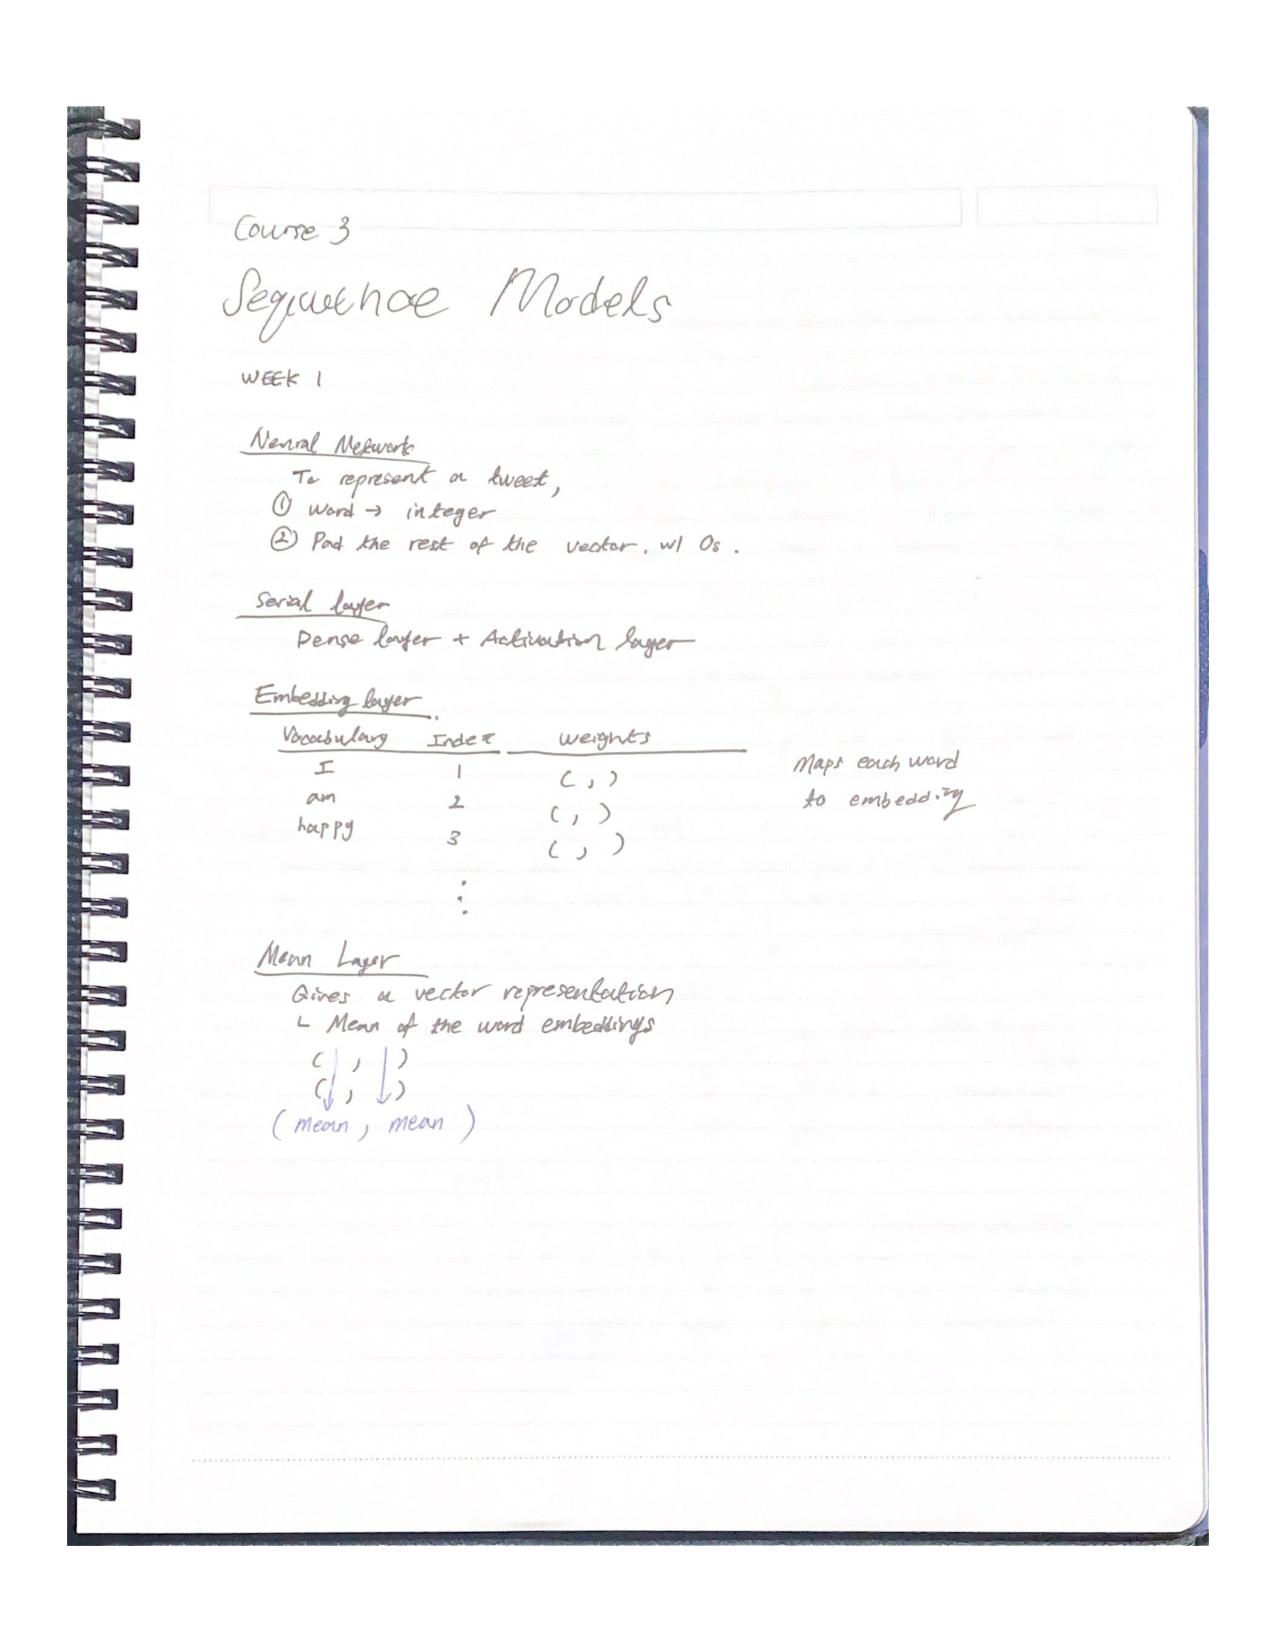 Course 3
Sequence Models
WEEK 1
Neural Network
To represent a tweet,
① Word → integer
② Pad the rest of the vector. w/ 0s.
Serial layer
Dense layer + Activation layer
Embedding layer.
Vocabulary Index Weights
I 1 ( , )
am 2 ( , )
happy 3 ( , )
⋮
Maps each word
to embedding
Mean Layer
Gives a vector representation
└ Mean of the word embeddings
( , )
( , )
(mean, mean)